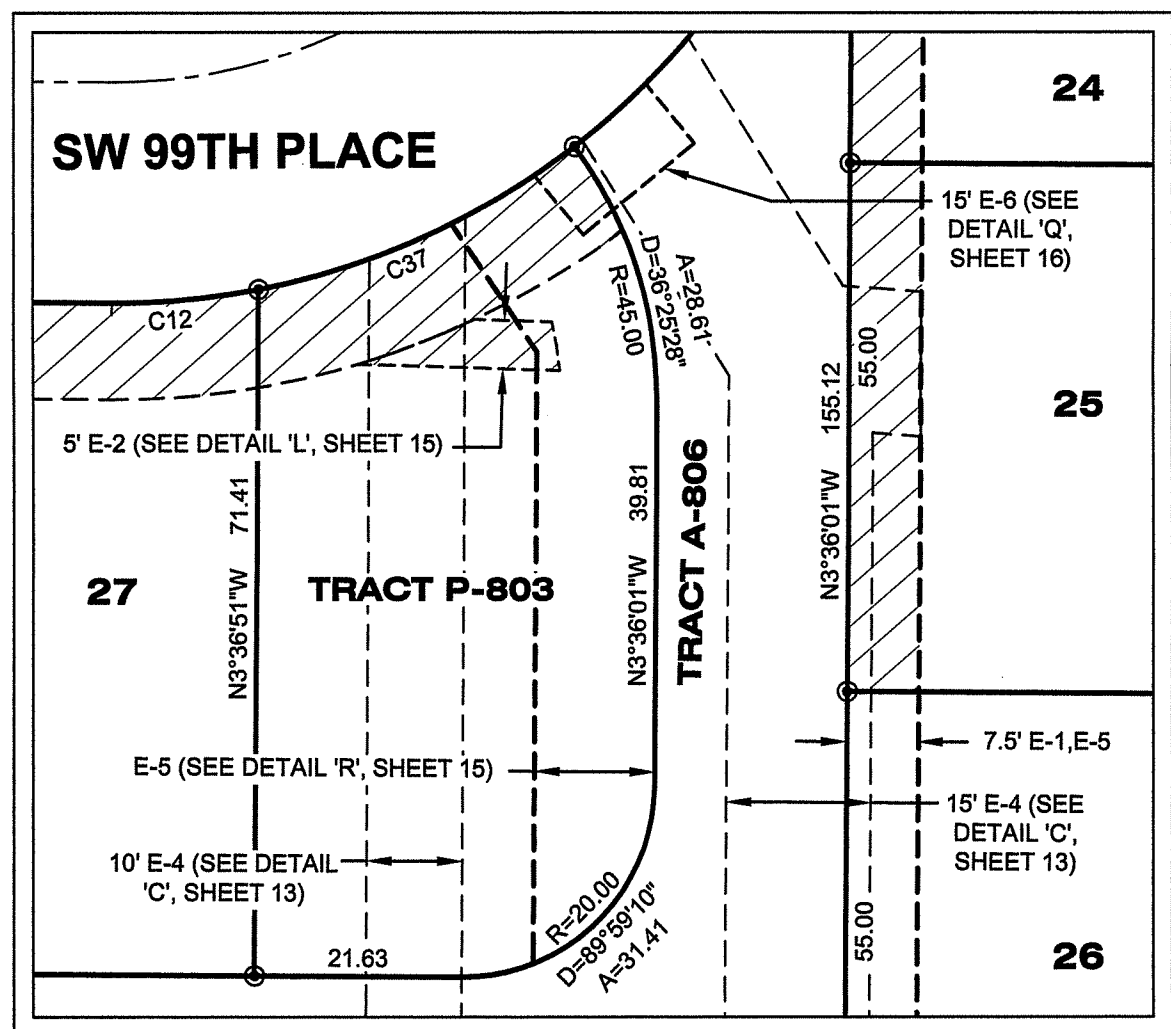 24
SW 99TH PLACE
15' E-6 (SEE
DETAIL 'Q',
SHEET 16)
C37
C12
A=28.61
D=36°25'28"
R=45.00
55.00
155.12
N3°36'01"W
25
5' E-2 (SEE DETAIL 'L', SHEET 15)
71.41
N3°36'51"W
39.81
N3°36'01"W
TRACT A-806
27
TRACT P-803
7.5' E-1,E-5
E-5 (SEE DETAIL 'R', SHEET 15)
15' E-4 (SEE
DETAIL 'C',
SHEET 13)
10' E-4 (SEE DETAIL
'C', SHEET 13)
R=20.00
D=89°59'10"
A=31.41
21.63
55.00
26